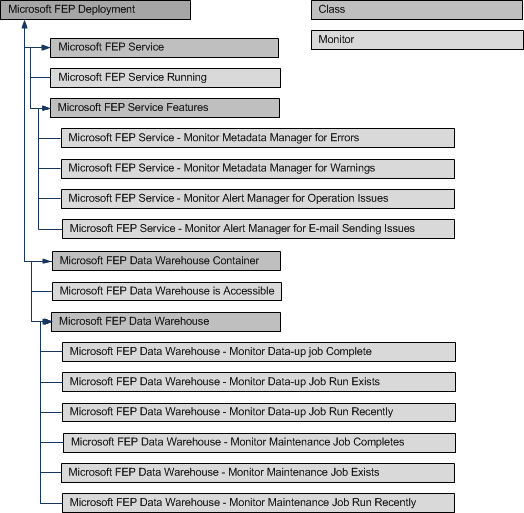 Microsoft FEP Deployment
Class
Monitor
Microsoft FEP Service
Microsoft FEP Service Running
Microsoft FEP Service Features
Microsoft FEP Service - Monitor Metadata Manager for Errors
Microsoft FEP Service - Monitor Metadata Manager for Warnings
Microsoft FEP Service - Monitor Alert Manager for Operation Issues
Microsoft FEP Service - Monitor Alert Manager for E-mail Sending Issues
Microsoft FEP Data Warehouse Container
Microsoft FEP Data Warehouse is Accessible
Microsoft FEP Data Warehouse
Microsoft FEP Data Warehouse - Monitor Data-up job Complete
Microsoft FEP Data Warehouse - Monitor Data-up Job Run Exists
Microsoft FEP Data Warehouse - Monitor Data-up Job Run Recently
Microsoft FEP Data Warehouse - Monitor Maintenance Job Completes
Microsoft FEP Data Warehouse - Monitor Maintenance Job Exists
Microsoft FEP Data Warehouse - Monitor Maintenance Job Run Recently